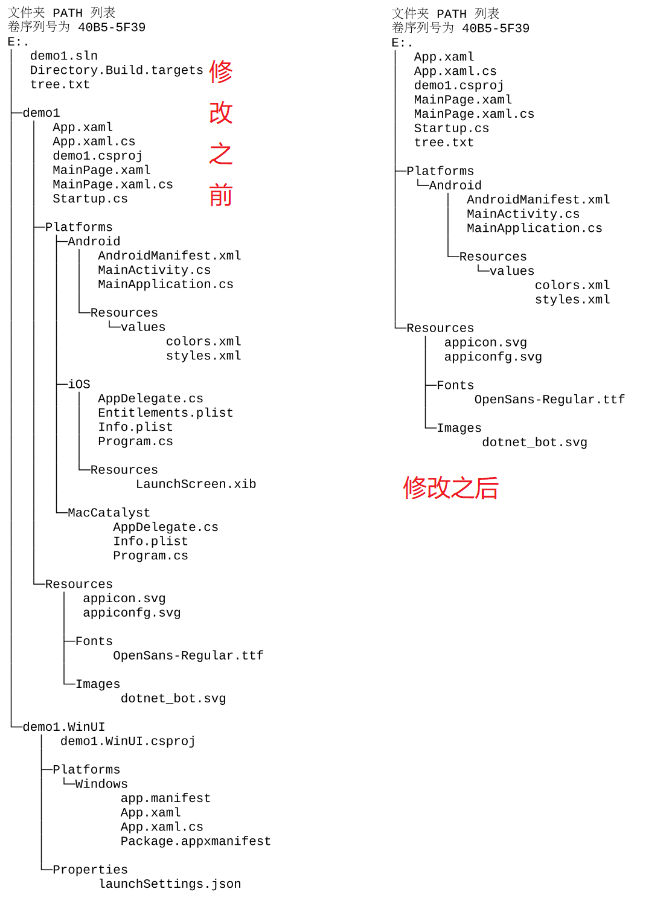 文件夹 PATH 列表
卷序列号为 40B5-5F39
E:.
demo1.sln
Directory.Build.targets
tree.txt
demo1
App.xaml
App.xaml.cs
demo1.csproj
MainPage.xaml
MainPage.xaml.cs
Startup.cs
Platforms
Android
AndroidManifest.xml
MainActivity.cs
MainApplication.cs
Resources
values
colors.xml
styles.xml
iOS
AppDelegate.cs
Entitlements.plist
Info.plist
Program.cs
Resources
LaunchScreen.xib
MacCatalyst
AppDelegate.cs
Info.plist
Program.cs
Resources
appicon.svg
appiconfg.svg
Fonts
OpenSans-Regular.ttf
Images
dotnet_bot.svg
demo1.WinUI
demo1.WinUI.csproj
Platforms
Windows
app.manifest
App.xaml
App.xaml.cs
Package.appxmanifest
Properties
launchSettings.json
修
改
之
前
文件夹 PATH 列表
卷序列号为 40B5-5F39
E:.
App.xaml
App.xaml.cs
demo1.csproj
MainPage.xaml
MainPage.xaml.cs
Startup.cs
tree.txt
Platforms
Android
AndroidManifest.xml
MainActivity.cs
MainApplication.cs
Resources
values
colors.xml
styles.xml
Resources
appicon.svg
appiconfg.svg
Fonts
OpenSans-Regular.ttf
Images
dotnet_bot.svg
修改之后